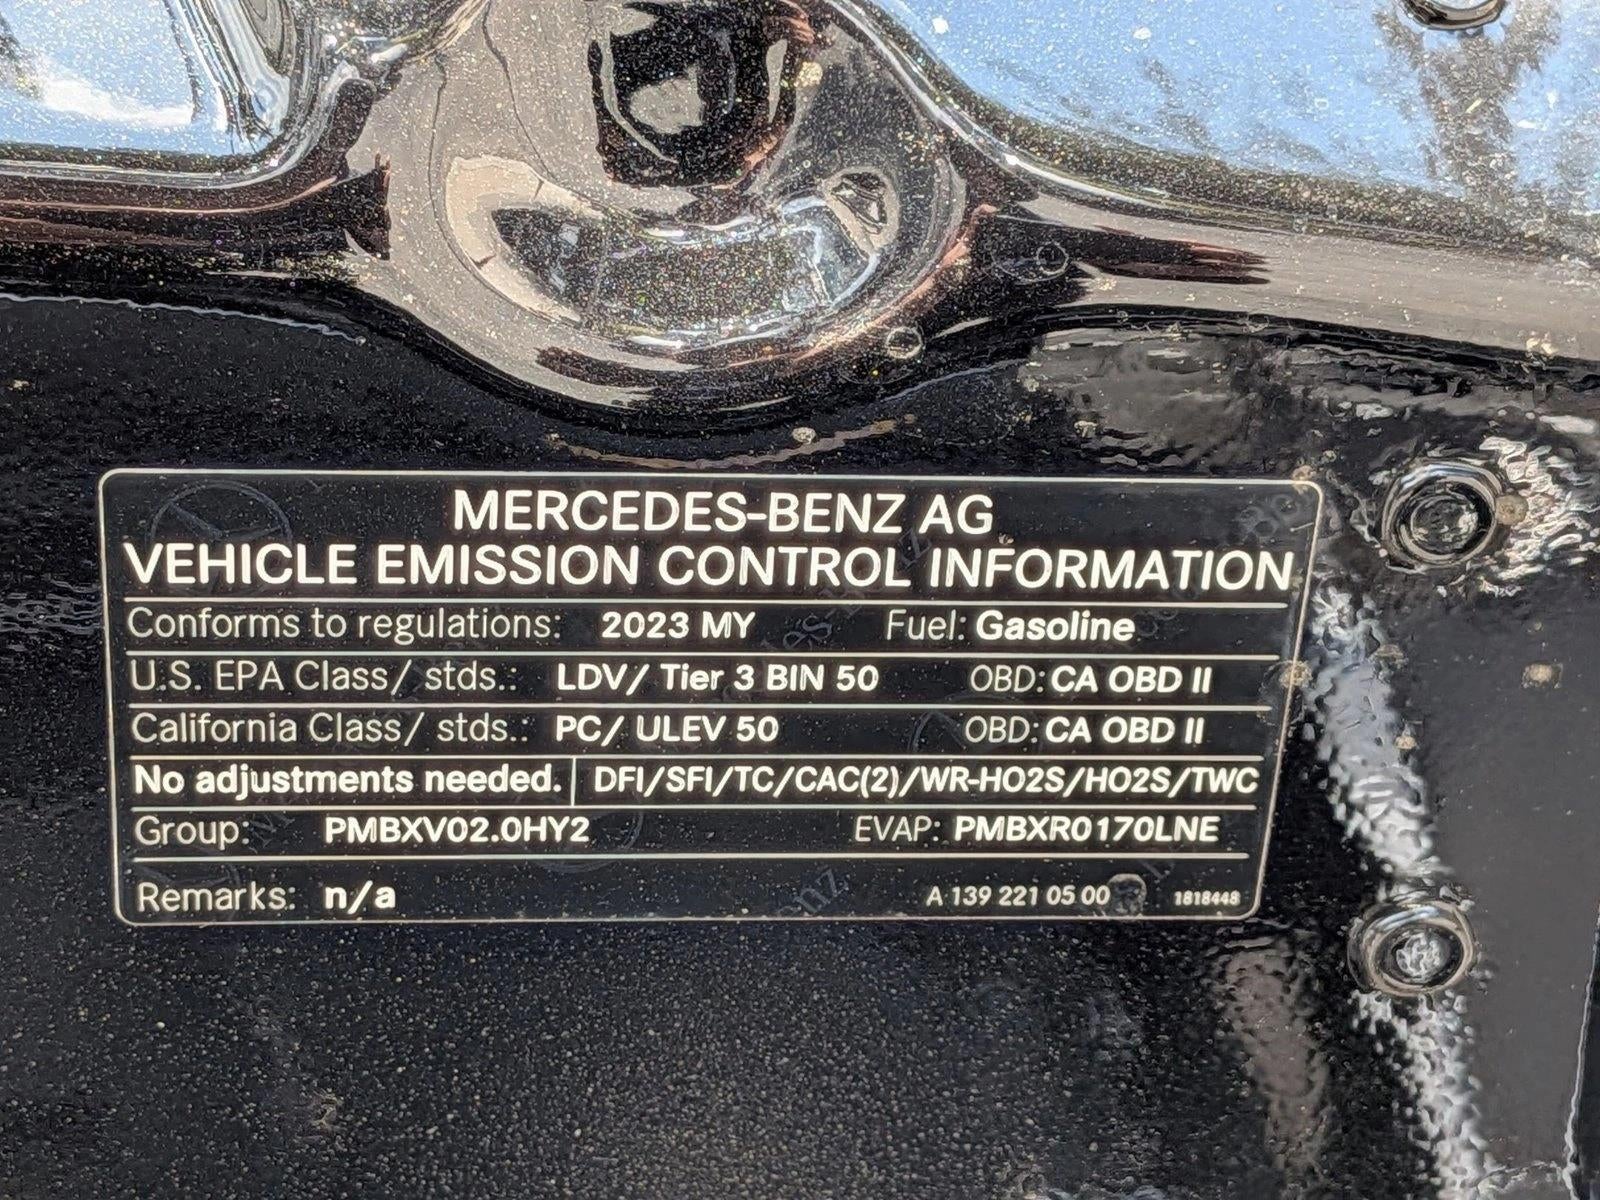 MERCEDES-BENZ AG
VEHICLE EMISSION CONTROL INFORMATION
Conforms to regulations: 2023 MY Fuel: Gasoline
U.S. EPA Class/ stds.: LDV/ Tier 3 BIN 50 OBD: CA OBD II
California Class/ stds.: PC/ ULEV 50 OBD: CA OBD II
No adjustments needed. DFI/SFI/TC/CAC(2)/WR-HO2S/HO2S/TWC
Group: PMBXV02.0HY2 EVAP: PMBXR0170LNE
Remarks: n/a A 139 221 05 00 1818448